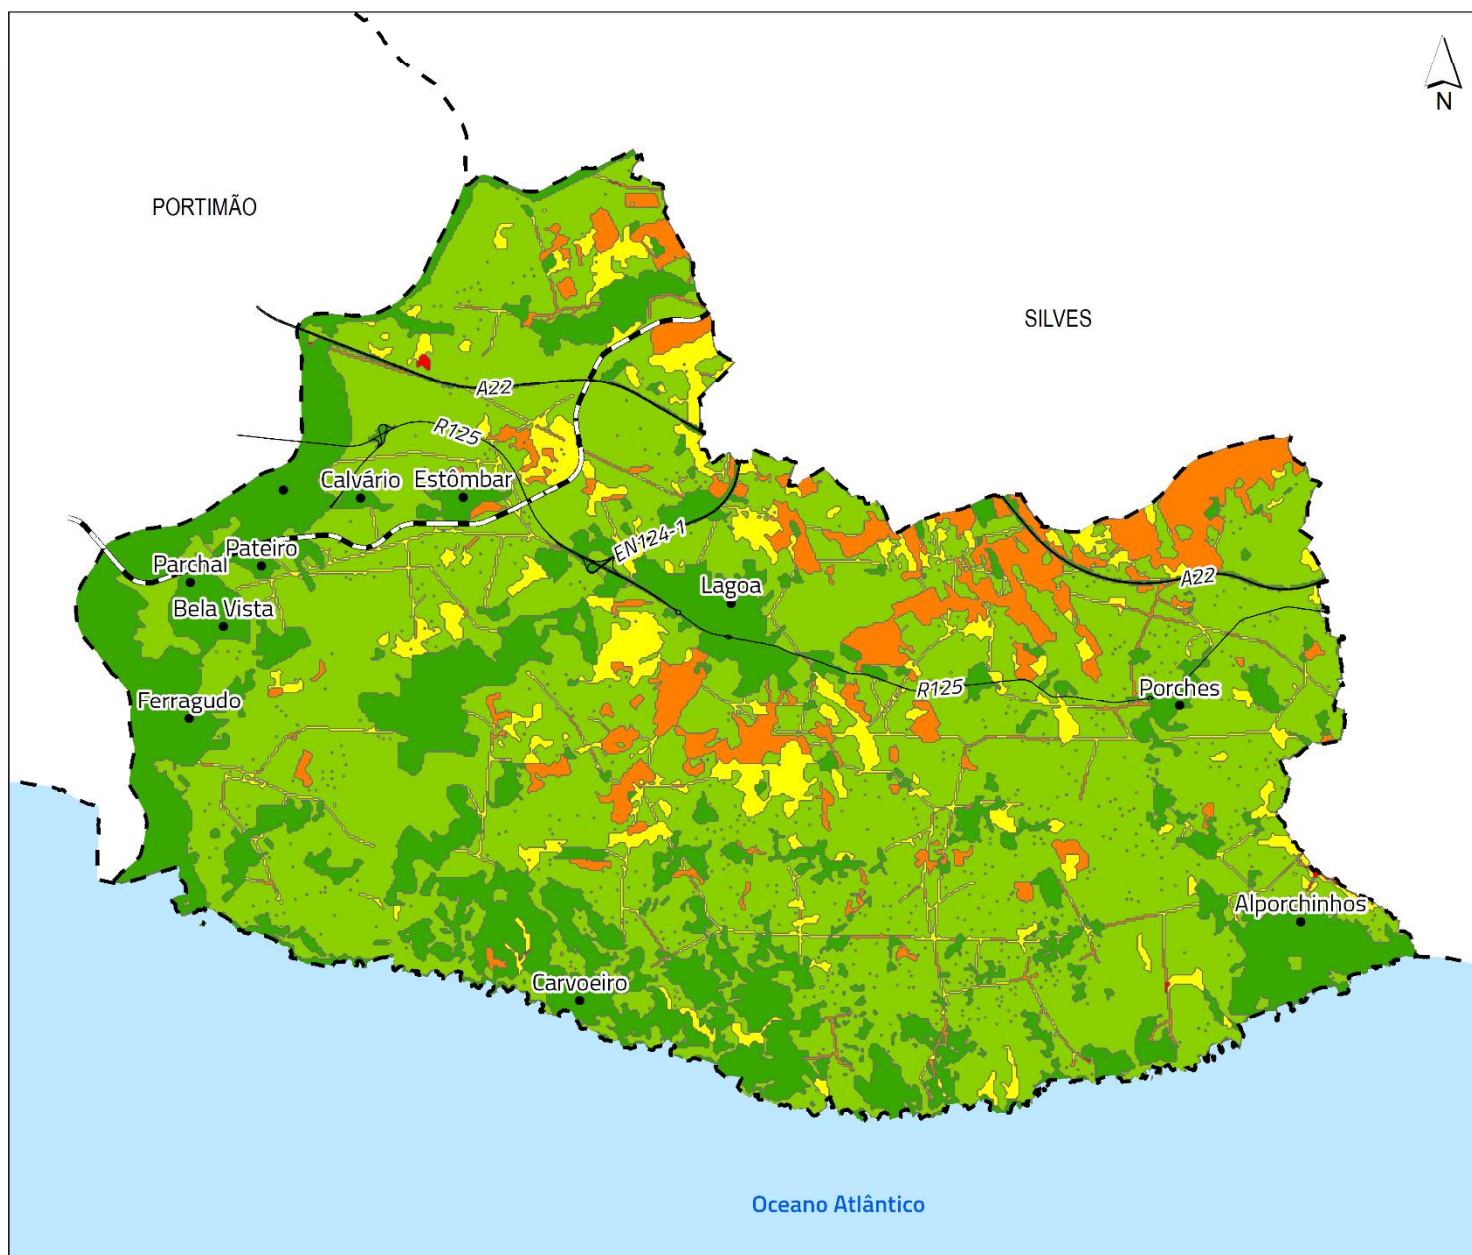 N
PORTIMÃO
SILVES
A22
R125
Calvário
Estômbar
EN124-1
Pateiro
Parchal
A22
Lagoa
Bela Vista
R125
Porches
Ferragudo
Alporchinhos
Carvoeiro
Oceano Atlântico